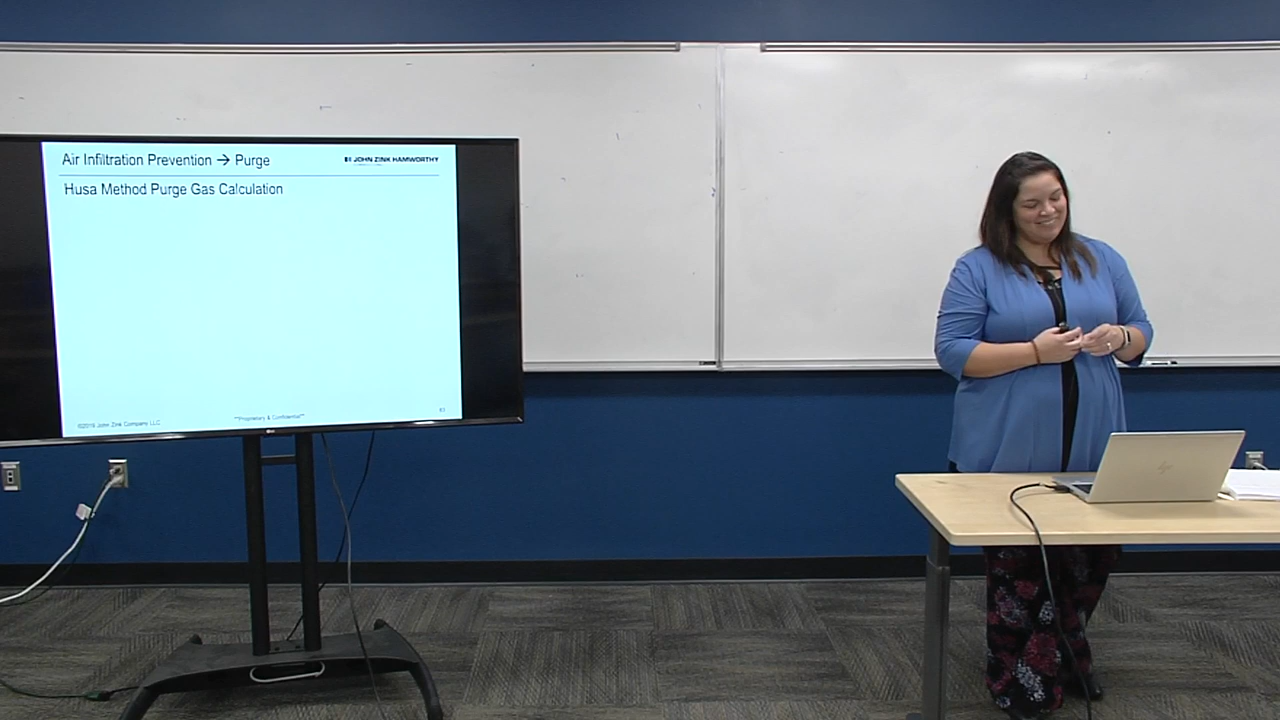 Air Infiltration Prevention → Purge
JOHN ZINK HAMWORTHY
Husa Method Purge Gas Calculation
©2019 John Zink Company LLC
**Proprietary & Confidential**
hp